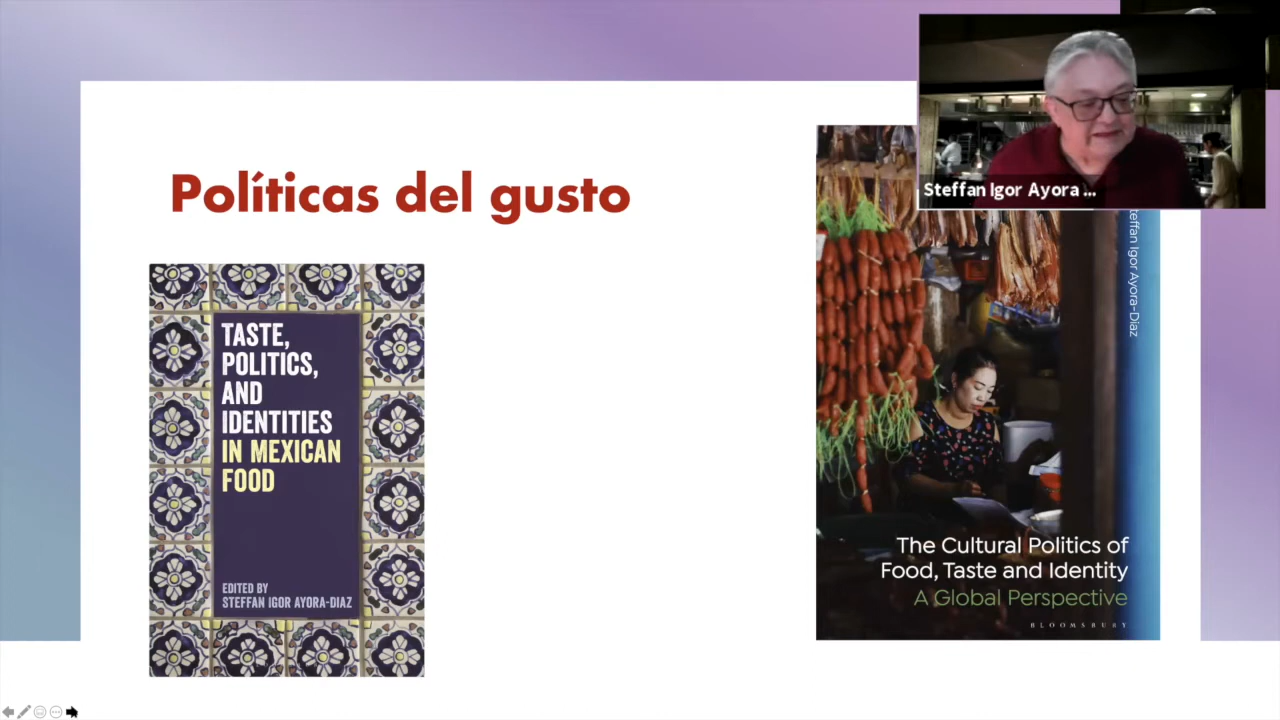 Políticas del gusto
TASTE,
POLITICS,
AND
IDENTITIES
IN MEXICAN
FOOD
EDITED BY
STEFFAN IGOR AYORA-DIAZ
Steffan Igor Ayora ...
teffan Igor Ayora-Diaz
The Cultural Politics of
Food, Taste and Identity
A Global Perspective
BLOOMSBURY